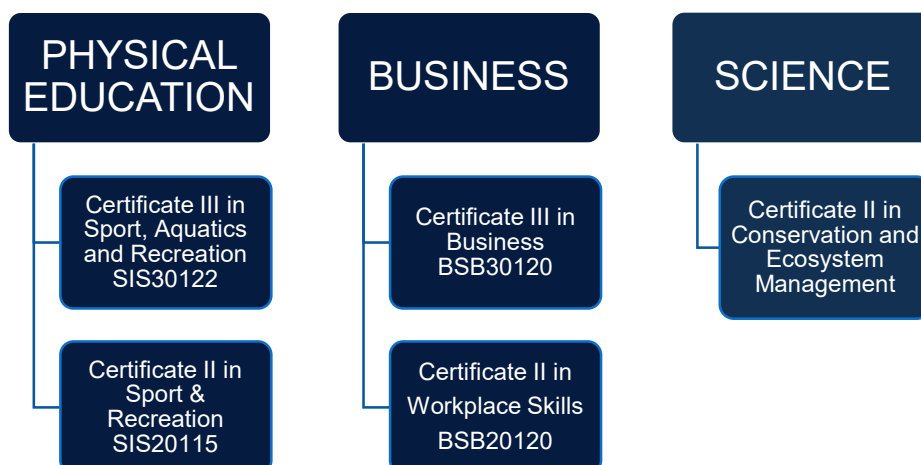 PHYSICAL
EDUCATION
Certificate III in
Sport, Aquatics
and Recreation
SIS30122
Certificate II in
Sport &
Recreation
SIS20115
BUSINESS
Certificate III in
Business
BSB30120
Certificate II in
Workplace Skills
BSB20120
SCIENCE
Certificate II in
Conservation and
Ecosystem
Management